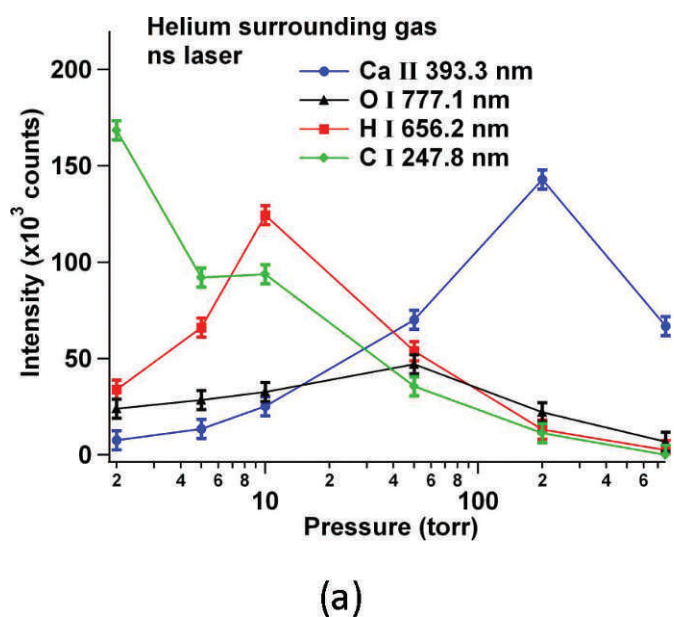 Helium surrounding gas
ns laser
Ca II 393.3 nm
O I 777.1 nm
H I 656.2 nm
C I 247.8 nm
Intensity (x10³ counts)
200
150
100
50
0
2 4 6 8 10 2 4 6 8 100 2 4 6
Pressure (torr)
(a)